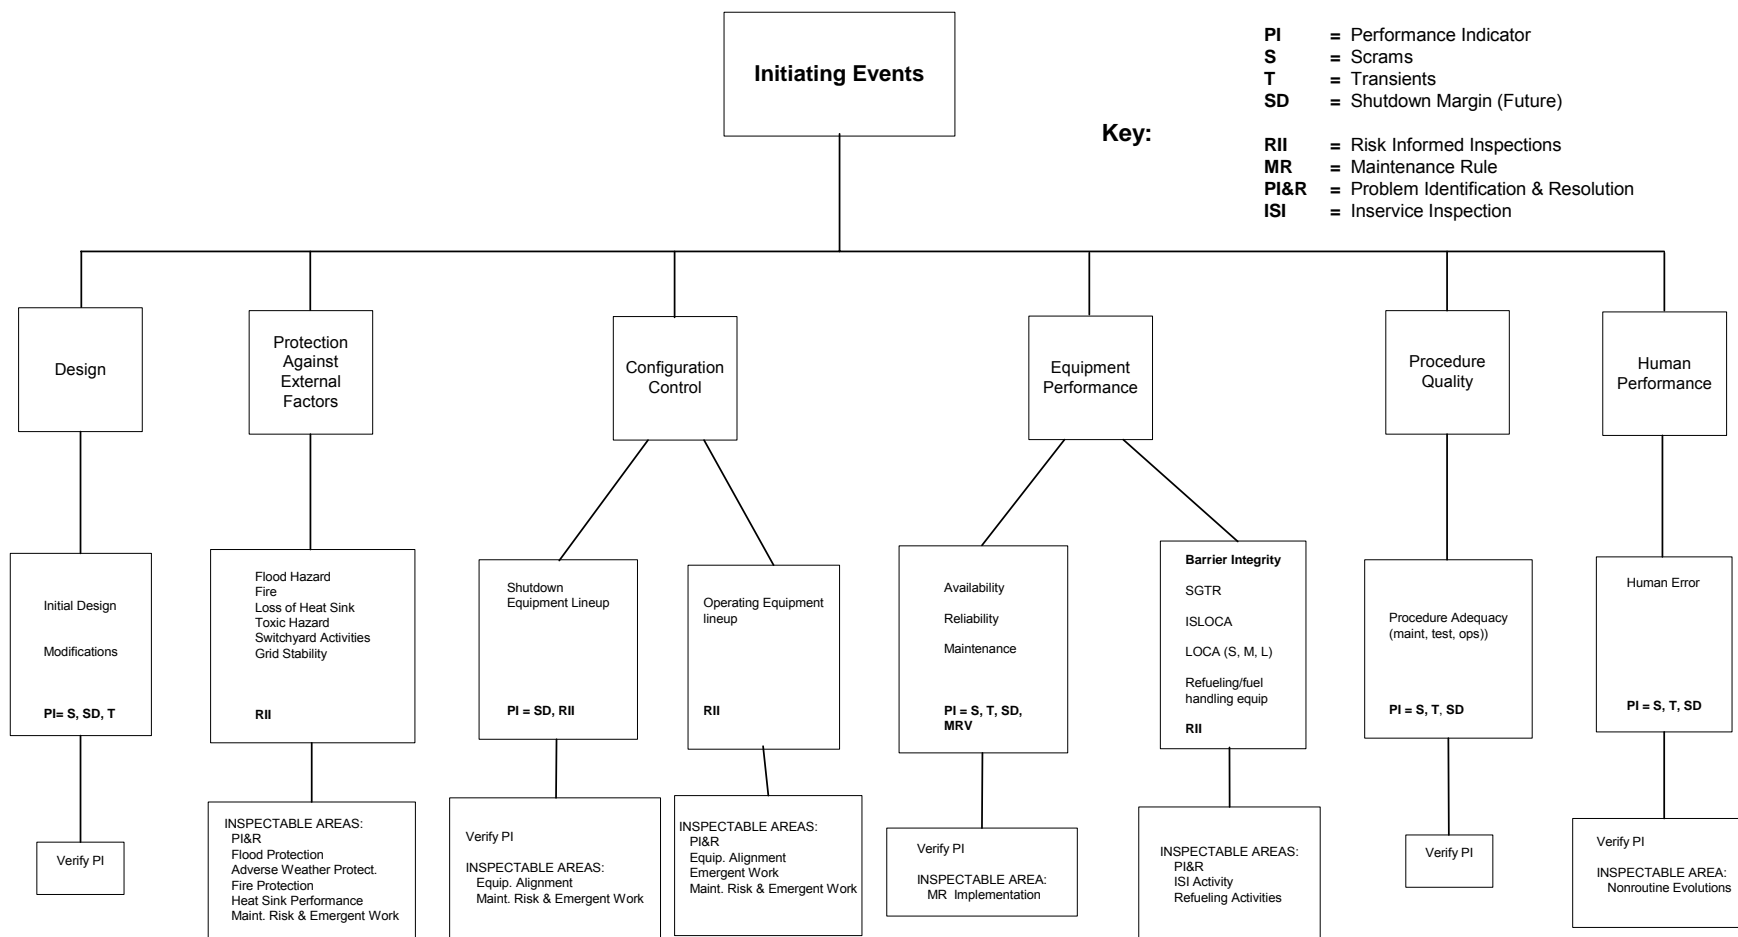 Initiating Events
Key:
PI = Performance Indicator
S = Scrams
T = Transients
SD = Shutdown Margin (Future)
RII = Risk Informed Inspections
MR = Maintenance Rule
PI&R = Problem Identification & Resolution
ISI = Inservice Inspection
Design
Protection
Against
External
Factors
Configuration
Control
Equipment
Performance
Procedure
Quality
Human
Performance
Initial Design
Modifications
PI= S, SD, T
Flood Hazard
Fire
Loss of Heat Sink
Toxic Hazard
Switchyard Activities
Grid Stability
RII
Shutdown
Equipment Lineup
PI = SD, RII
Operating Equipment
lineup
RII
Availability
Reliability
Maintenance
PI = S, T, SD,
MRV
Barrier Integrity
SGTR
ISLOCA
LOCA (S, M, L)
Refueling/fuel
handling equip
RII
Procedure Adequacy
(maint, test, ops))
PI = S, T, SD
Human Error
PI = S, T, SD
Verify PI
INSPECTABLE AREAS:
PI&R
Flood Protection
Adverse Weather Protect.
Fire Protection
Heat Sink Performance
Maint. Risk & Emergent Work
Verify PI
INSPECTABLE AREAS:
Equip. Alignment
Maint. Risk & Emergent Work
INSPECTABLE AREAS:
PI&R
Equip. Alignment
Emergent Work
Maint. Risk & Emergent Work
Verify PI
INSPECTABLE AREA:
MR Implementation
INSPECTABLE AREAS:
PI&R
ISI Activity
Refueling Activities
Verify PI
Verify PI
INSPECTABLE AREA:
Nonroutine Evolutions